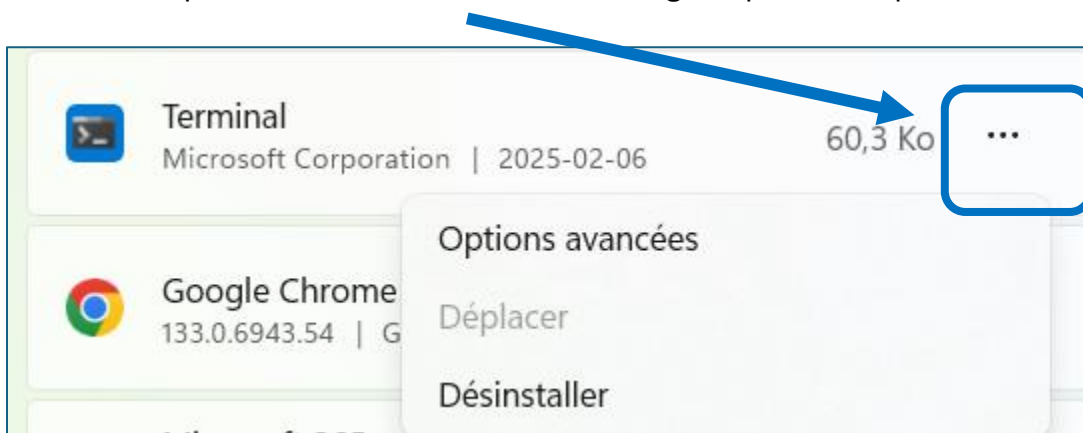 Terminal
Microsoft Corporation | 2025-02-06
60,3 Ko
Options avancées
Google Chrome
133.0.6943.54 | G
Déplacer
Désinstaller